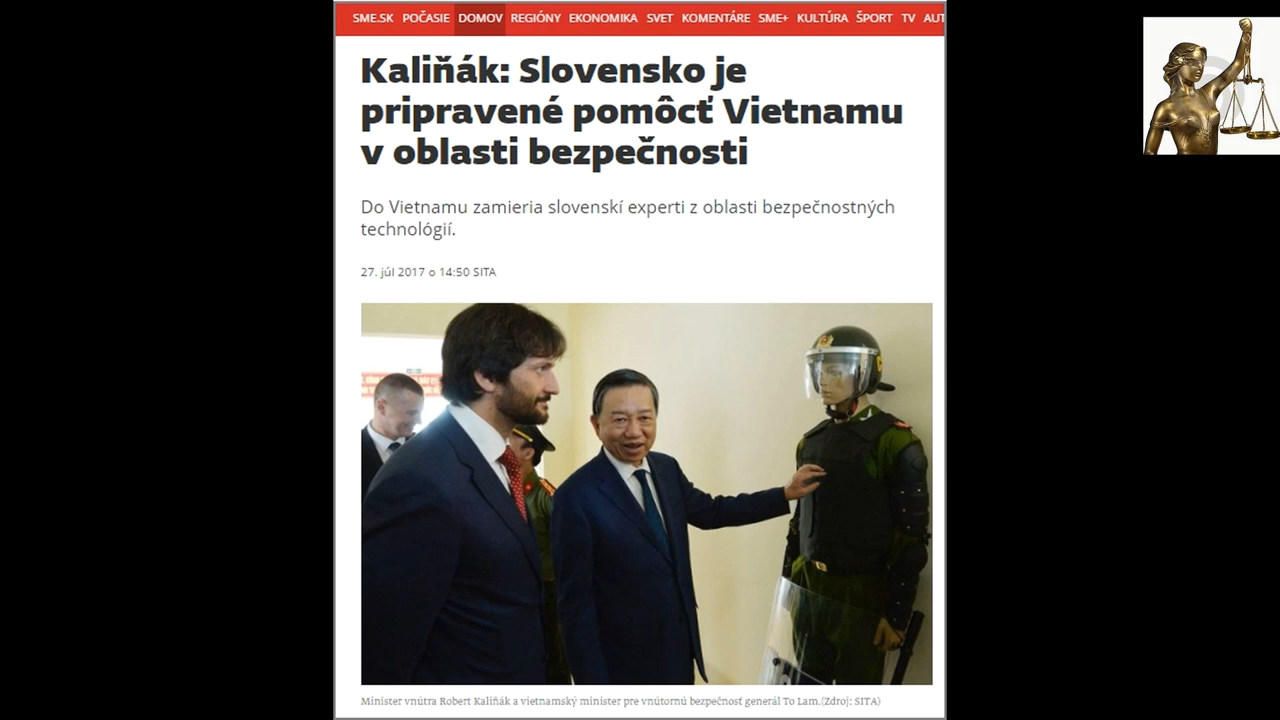 SME.SK POČASIE DOMOV REGIÓNY EKONOMIKA SVET KOMENTÁRE SME+ KULTÚRA ŠPORT TV AUT
Kaliňák: Slovensko je
pripravené pomôcť Vietnamu
v oblasti bezpečnosti
Do Vietnamu zamieria slovenskí experti z oblasti bezpečnostných
technológií.
27. júl 2017 o 14:50 SITA
Minister vnútra Robert Kaliňák a vietnamský minister pre vnútornú bezpečnosť generál To Lam.(Zdroj: SITA)